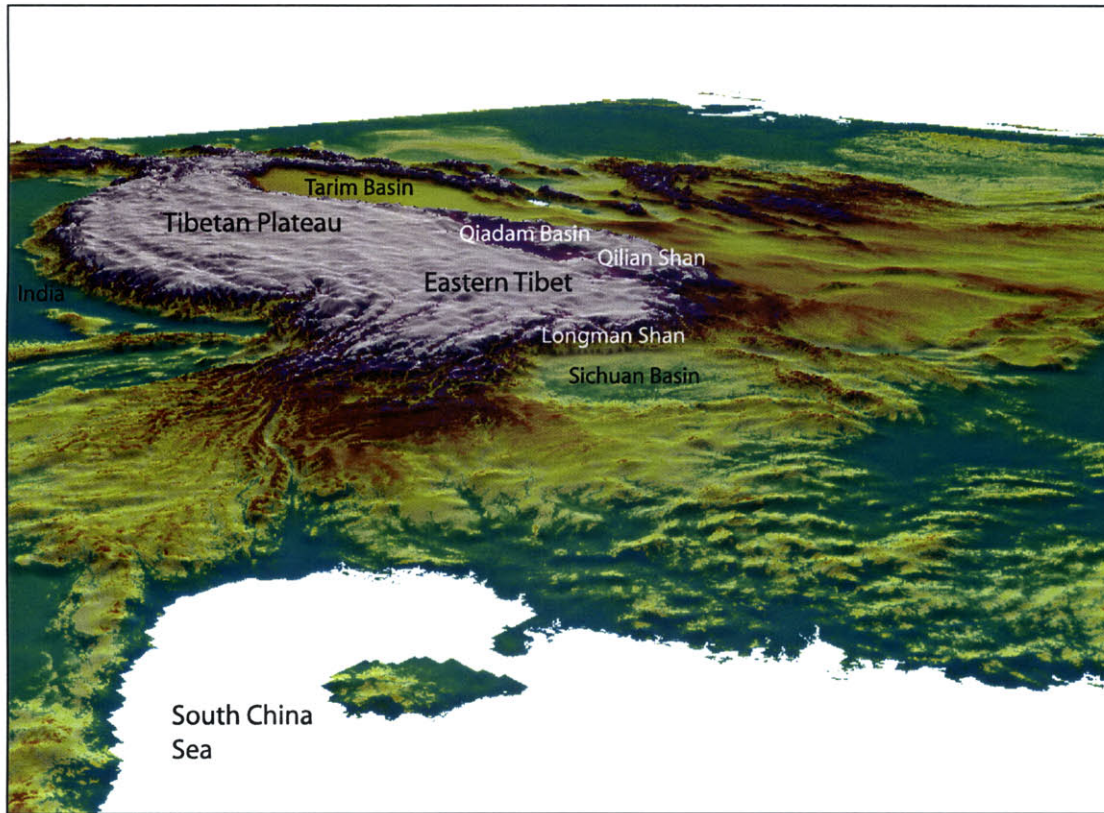 Tarim Basin
Tibetan Plateau
Qiadam Basin
Qilian Shan
Eastern Tibet
India
Longman Shan
Sichuan Basin
South China
Sea